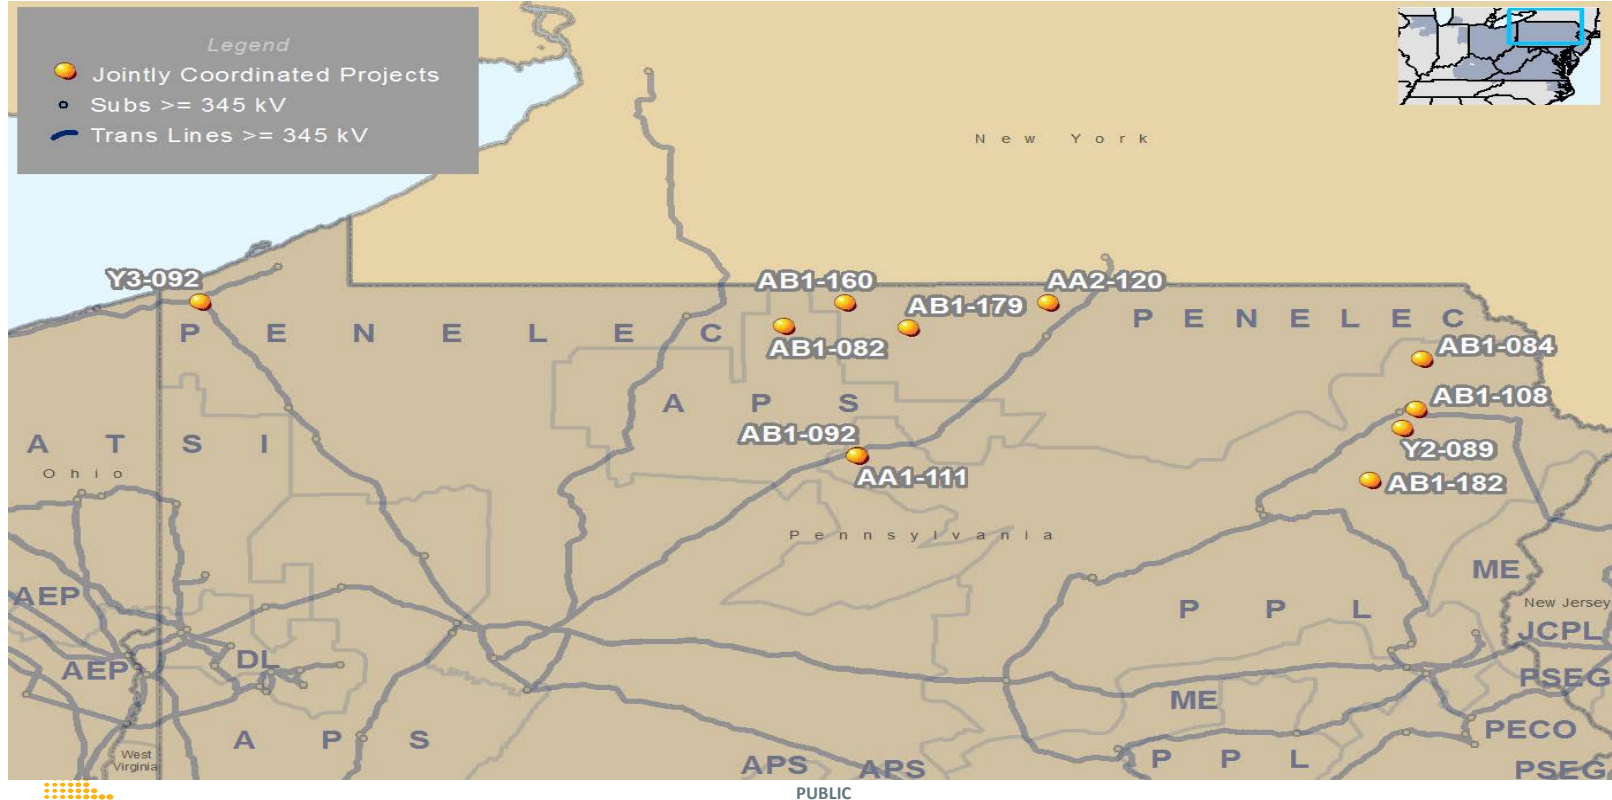 Legend
Jointly Coordinated Projects
Subs >= 345 kV
Trans Lines >= 345 kV
New York
Y3-092
AB1-160
AA2-120
AB1-179
PENELEC
PENELEC
AB1-082
AB1-084
APS
AB1-108
ATSI
AB1-092
Y2-089
Ohio
AA1-111
AB1-182
Pennsylvania
ME
AEP
PPL
New Jersey
JCPL
DL
AEP
PSEG
ME
PECO
APS
West
Virginia
PPL
APS
APS
PSEG
PUBLIC